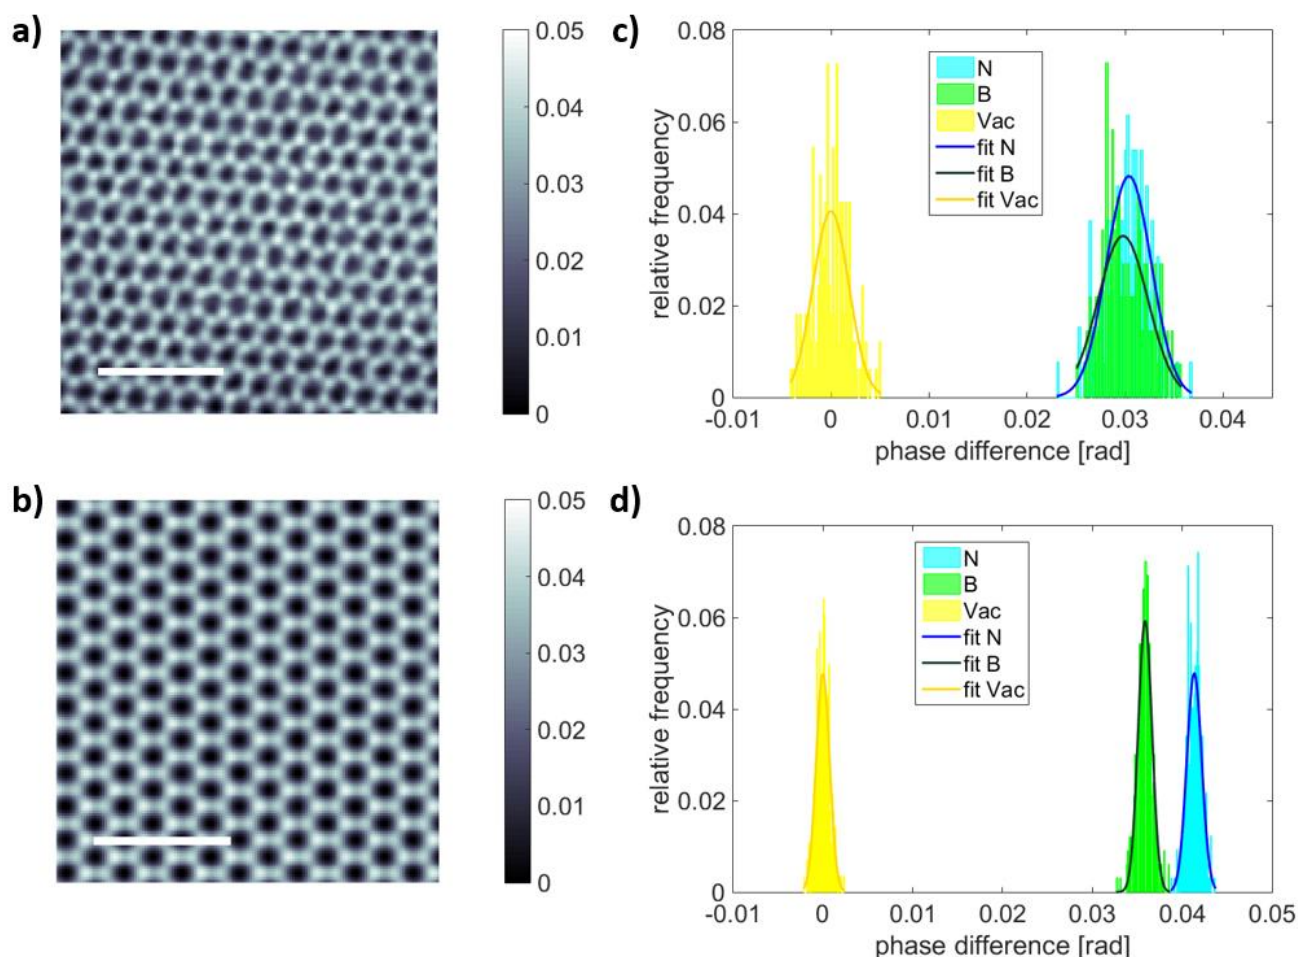 a)
0.05
0.04
0.03
0.02
0.01
0
c)
0.08
0.06
0.04
0.02
0
relative frequency
N
B
Vac
fit N
fit B
fit Vac
-0.01 0 0.01 0.02 0.03 0.04
phase difference [rad]
b)
0.05
0.04
0.03
0.02
0.01
0
d)
0.08
0.06
0.04
0.02
0
relative frequency
N
B
Vac
fit N
fit B
fit Vac
-0.01 0 0.01 0.02 0.03 0.04 0.05
phase difference [rad]